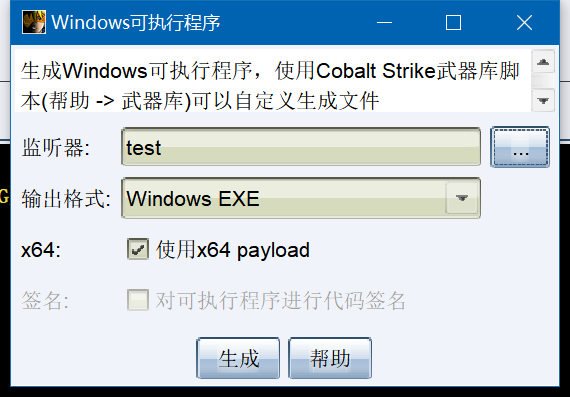 Windows可执行程序
生成Windows可执行程序，使用Cobalt Strike武器库脚
本(帮助 -> 武器库)可以自定义生成文件
监听器: test ...
输出格式: Windows EXE
x64: 使用x64 payload
签名: 对可执行程序进行代码签名
生成 帮助
G